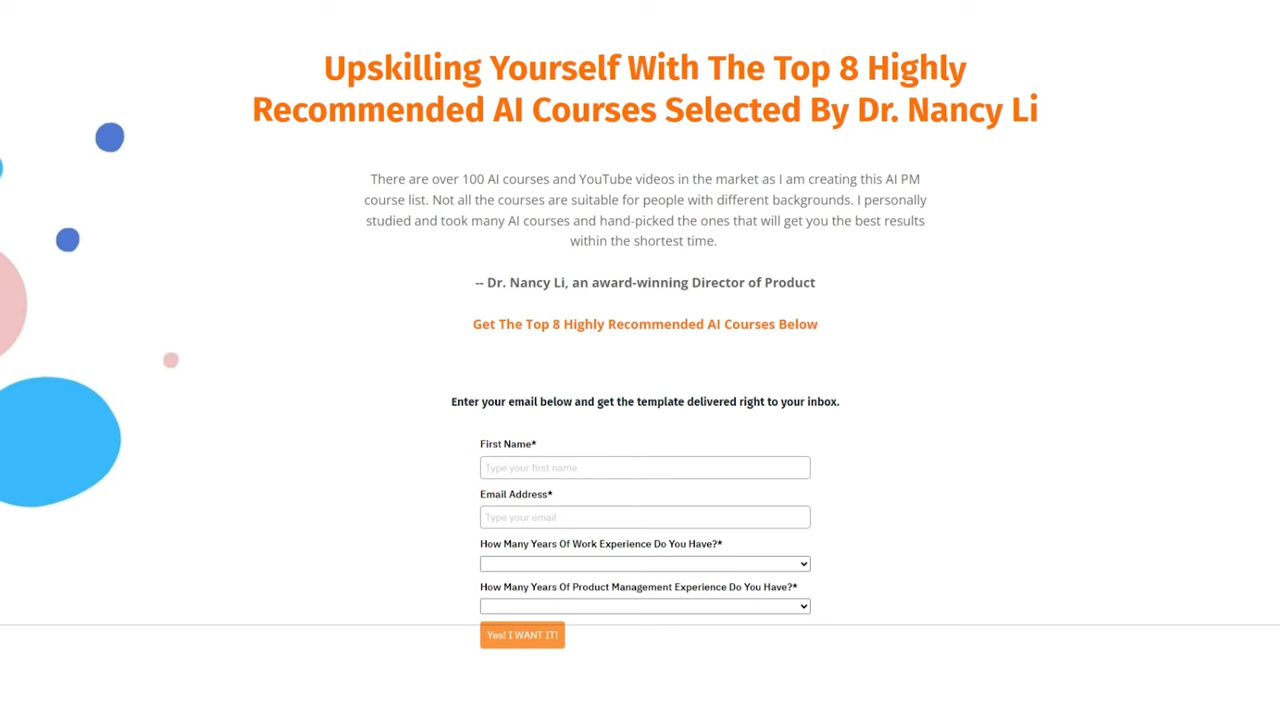 Upskilling Yourself With The Top 8 Highly
Recommended AI Courses Selected By Dr. Nancy Li
There are over 100 AI courses and YouTube videos in the market as I am creating this AI PM
course list. Not all the courses are suitable for people with different backgrounds. I personally
studied and took many AI courses and hand-picked the ones that will get you the best results
within the shortest time.
-- Dr. Nancy Li, an award-winning Director of Product
Get The Top 8 Highly Recommended AI Courses Below
Enter your email below and get the template delivered right to your inbox.
First Name*
Type your first name
Email Address*
Type your email
How Many Years Of Work Experience Do You Have?*
How Many Years Of Product Management Experience Do You Have?*
Yes! I WANT IT!